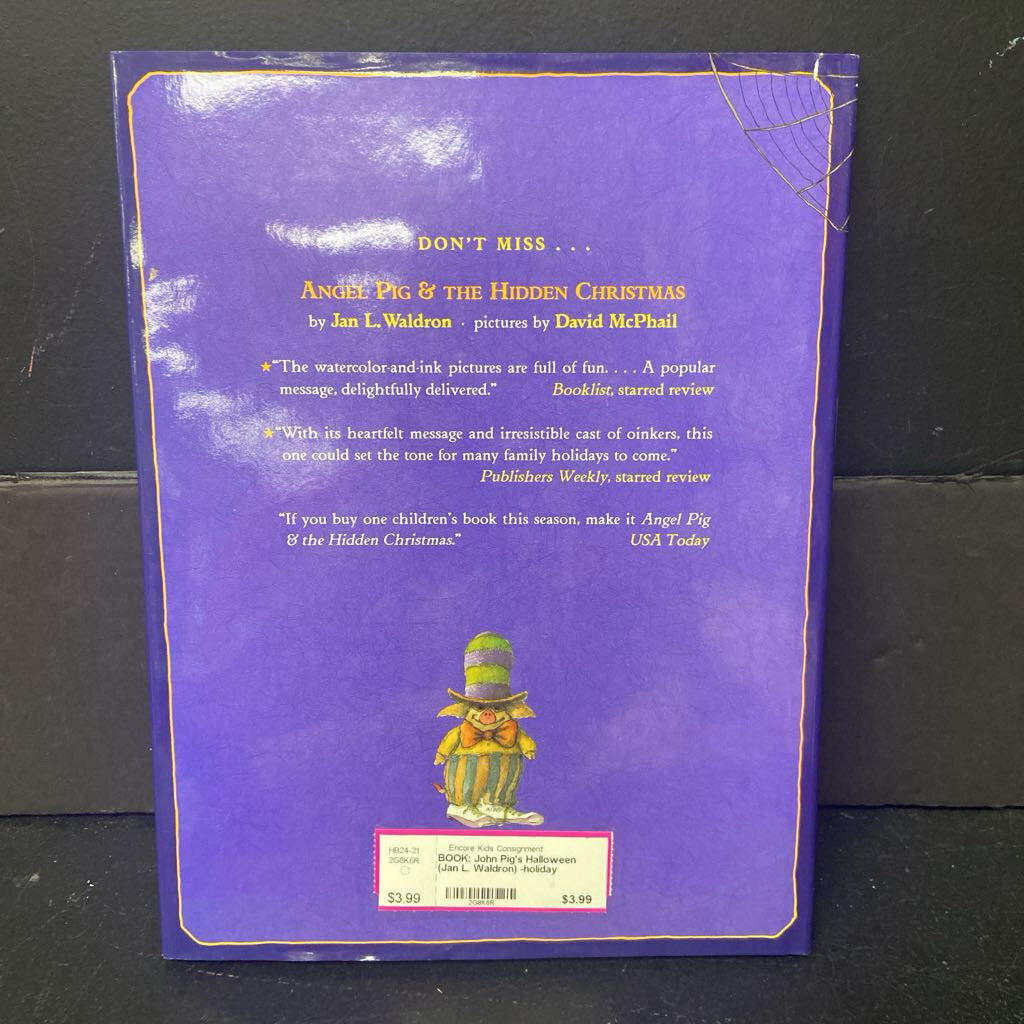 DON'T MISS . . .
ANGEL PIG & THE HIDDEN CHRISTMAS
by Jan L. Waldron · pictures by David McPhail
★"The watercolor-and-ink pictures are full of fun. . . . A popular
message, delightfully delivered." Booklist, starred review
★"With its heartfelt message and irresistible cast of oinkers, this
one could set the tone for many family holidays to come."
Publishers Weekly, starred review
"If you buy one children's book this season, make it Angel Pig
& the Hidden Christmas." USA Today
HB24-21
2G8K6R
$3.99
Encore Kids Consignment
BOOK: John Pig's Halloween
(Jan L. Waldron) -holiday
2G8K6R
$3.99